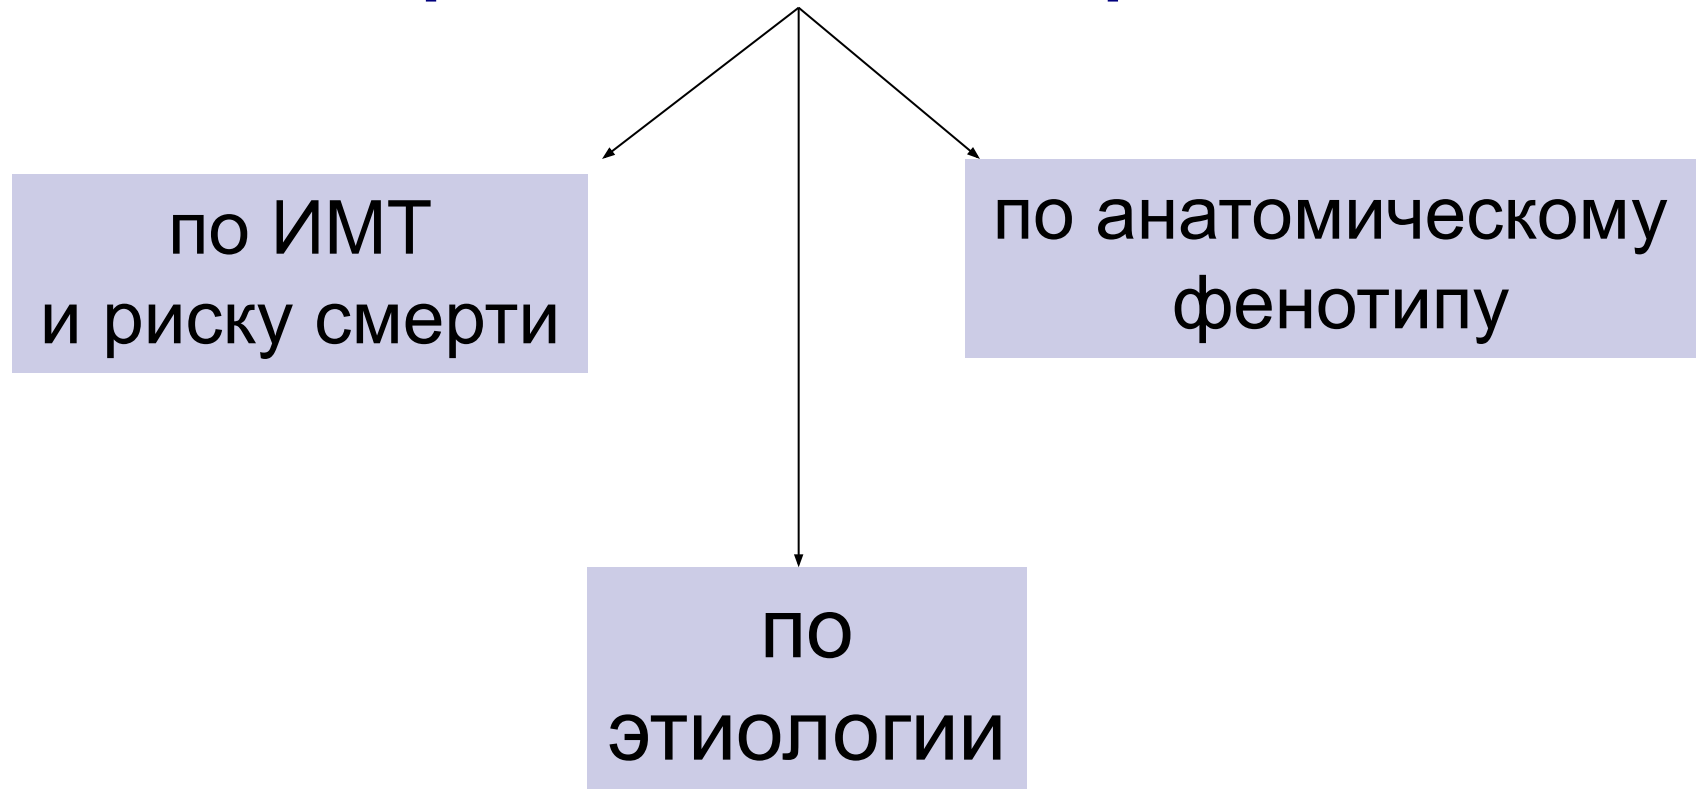 по ИМТ
и риску смерти
по анатомическому
фенотипу
по
этиологии